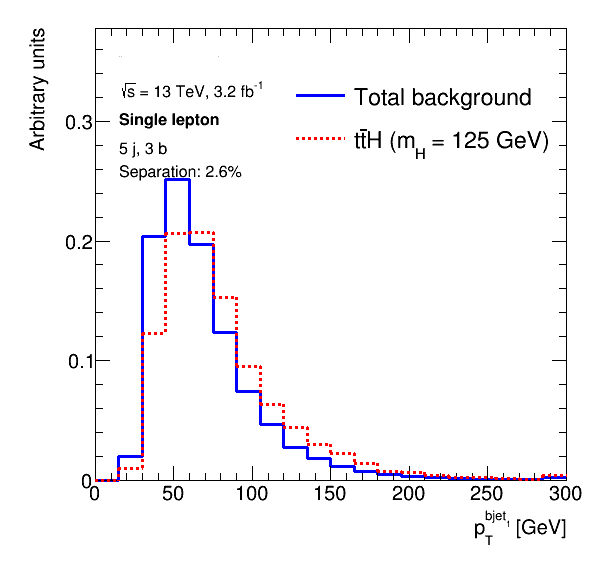 Arbitrary units
√s = 13 TeV, 3.2 fb⁻¹
Single lepton
5 j, 3 b
Separation: 2.6%
Total background
tt̄H (m_H = 125 GeV)
0.3
0.2
0.1
0
0 50 100 150 200 250 300
p_T^bjet₁ [GeV]